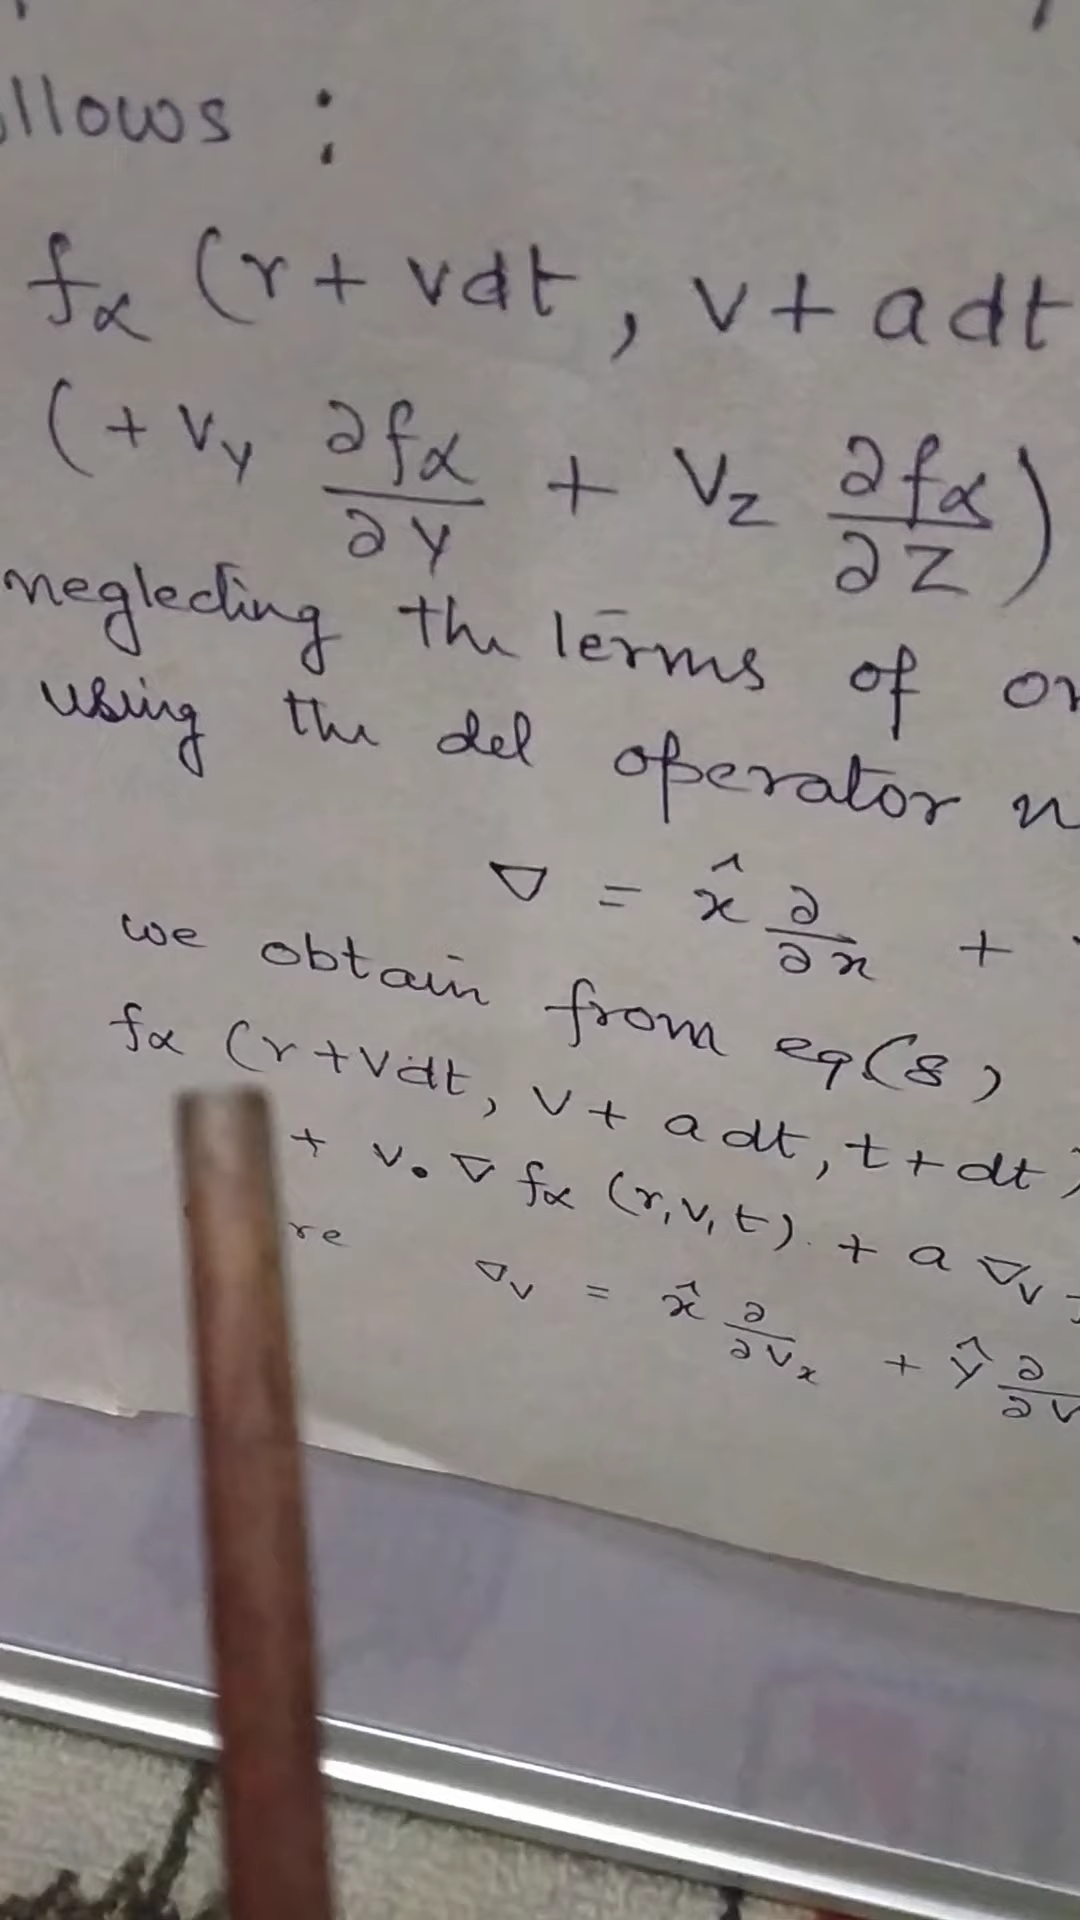 llows :
fα (r + vdt , v + adt
(+ vy ∂fα/∂y + vz ∂fα/∂z)
neglecting the terms of or
using the del operator n
∇ = x̂ ∂/∂x +
we obtain from eq(8)
fα (r + vdt, v + adt, t + dt)
+ v. ∇ fα (r, v, t). + a ∇v
re ∇v = x̂ ∂/∂vx + ŷ ∂/∂v